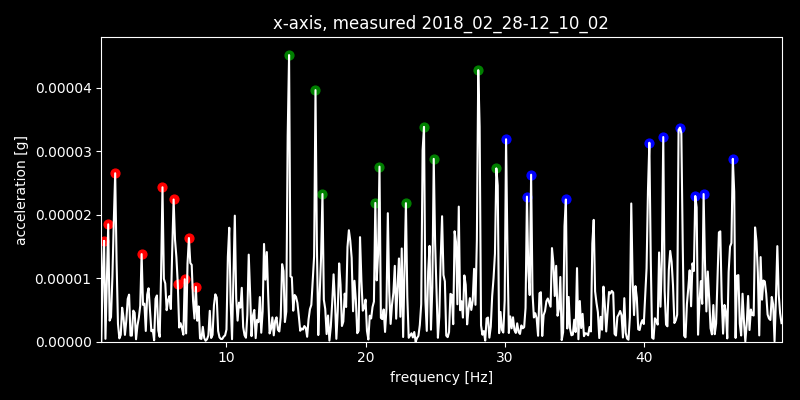 x-axis, measured 2018_02_28-12_10_02
acceleration [g]
0.00004
0.00003
0.00002
0.00001
0.00000
10 20 30 40
frequency [Hz]